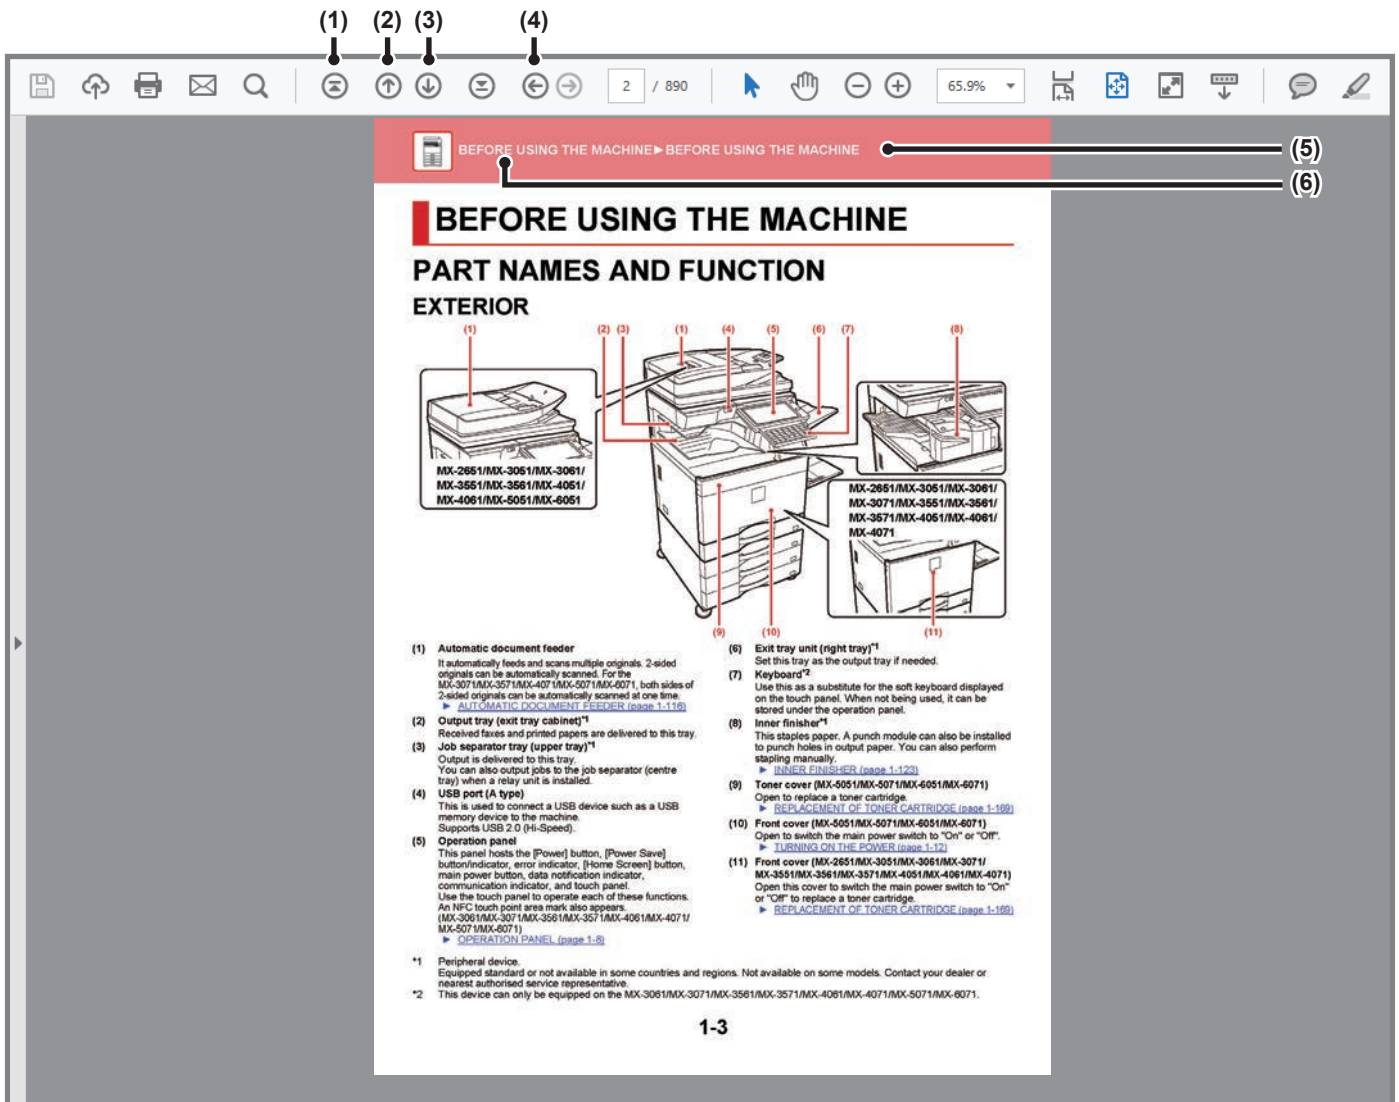 (1) (2) (3) (4)
2 / 890 65.9%
BEFORE USING THE MACHINE►BEFORE USING THE MACHINE
(5)
(6)
BEFORE USING THE MACHINE
PART NAMES AND FUNCTION
EXTERIOR
(1) (2) (3) (1) (4) (5) (6) (7) (8)
MX-2651/MX-3051/MX-3061/
MX-3551/MX-3561/MX-4051/
MX-4061/MX-5051/MX-6051
MX-2651/MX-3051/MX-3061/
MX-3071/MX-3551/MX-3561/
MX-3571/MX-4051/MX-4061/
MX-4071
(9) (10) (11)
(1) Automatic document feeder
It automatically feeds and scans multiple originals. 2-sided
originals can be automatically scanned. For the
MX-3071/MX-3571/MX-4071/MX-5071/MX-6071, both sides of
2-sided originals can be automatically scanned at one time.
► AUTOMATIC DOCUMENT FEEDER (page 1-116)
(2) Output tray (exit tray cabinet)*1
Received faxes and printed papers are delivered to this tray.
(3) Job separator tray (upper tray)*1
Output is delivered to this tray.
You can also output jobs to the job separator (centre
tray) when a relay unit is installed.
(4) USB port (A type)
This is used to connect a USB device such as a USB
memory device to the machine.
Supports USB 2.0 (Hi-Speed).
(5) Operation panel
This panel hosts the [Power] button, [Power Save]
button/indicator, error indicator, [Home Screen] button,
main power button, data notification indicator,
communication indicator, and touch panel.
Use the touch panel to operate each of these functions.
An NFC touch point area mark also appears.
(MX-3061/MX-3071/MX-3561/MX-3571/MX-4061/MX-4071/
MX-5071/MX-6071)
► OPERATION PANEL (page 1-8)
(6) Exit tray unit (right tray)*1
Set this tray as the output tray if needed.
(7) Keyboard*2
Use this as a substitute for the soft keyboard displayed
on the touch panel. When not being used, it can be
stored under the operation panel.
(8) Inner finisher*1
This staples paper. A punch module can also be installed
to punch holes in output paper. You can also perform
stapling manually.
► INNER FINISHER (page 1-123)
(9) Toner cover (MX-5051/MX-5071/MX-6051/MX-6071)
Open to replace a toner cartridge.
► REPLACEMENT OF TONER CARTRIDGE (page 1-169)
(10) Front cover (MX-5051/MX-5071/MX-6051/MX-6071)
Open to switch the main power switch to "On" or "Off".
► TURNING ON THE POWER (page 1-12)
(11) Front cover (MX-2651/MX-3051/MX-3061/MX-3071/
MX-3551/MX-3561/MX-3571/MX-4051/MX-4061/MX-4071)
Open this cover to switch the main power switch to "On"
or "Off" to replace a toner cartridge.
► REPLACEMENT OF TONER CARTRIDGE (page 1-169)
*1 Peripheral device.
Equipped standard or not available in some countries and regions. Not available on some models. Contact your dealer or
nearest authorised service representative.
*2 This device can only be equipped on the MX-3061/MX-3071/MX-3561/MX-3571/MX-4061/MX-4071/MX-5071/MX-6071.
1-3